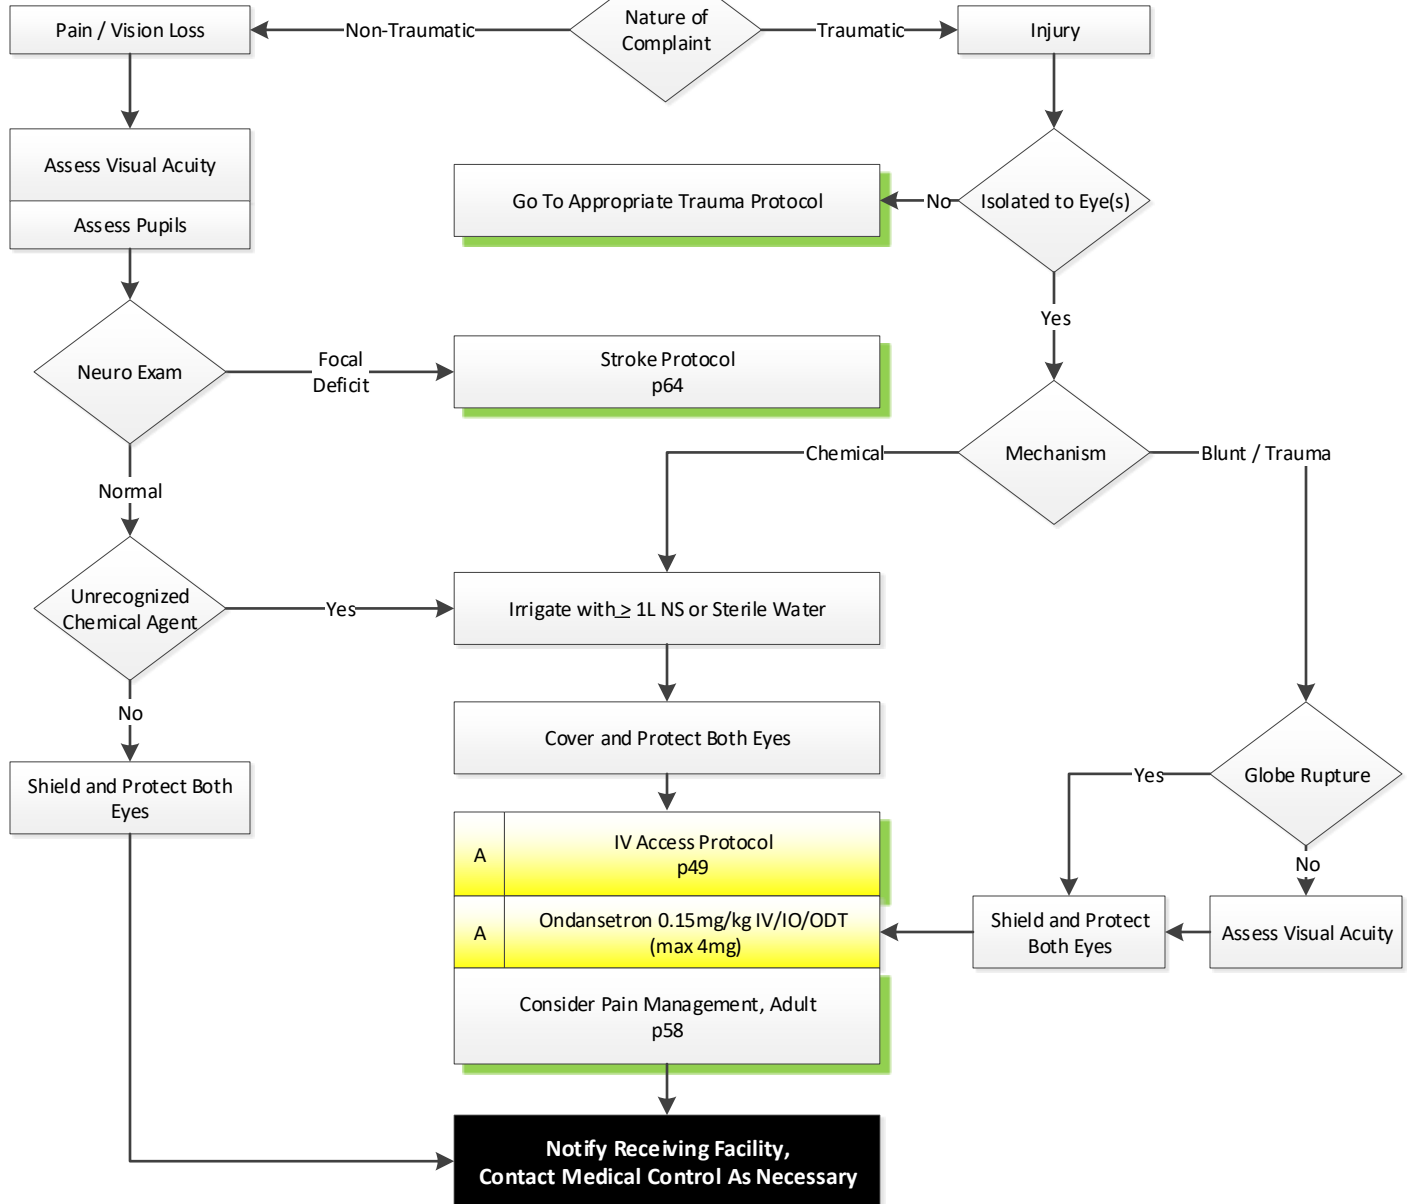 Nature of
Complaint
Non-Traumatic
Traumatic
Pain / Vision Loss
Injury
Assess Visual Acuity
Assess Pupils
Go To Appropriate Trauma Protocol
No
Isolated to Eye(s)
Yes
Neuro Exam
Focal
Deficit
Stroke Protocol
p64
Chemical
Mechanism
Blunt / Trauma
Normal
Unrecognized
Chemical Agent
Yes
Irrigate with ≥ 1L NS or Sterile Water
No
Cover and Protect Both Eyes
Shield and Protect Both
Eyes
Yes
Globe Rupture
No
A
IV Access Protocol
p49
A
Ondansetron 0.15mg/kg IV/IO/ODT
(max 4mg)
Shield and Protect
Both Eyes
Assess Visual Acuity
Consider Pain Management, Adult
p58
Notify Receiving Facility,
Contact Medical Control As Necessary